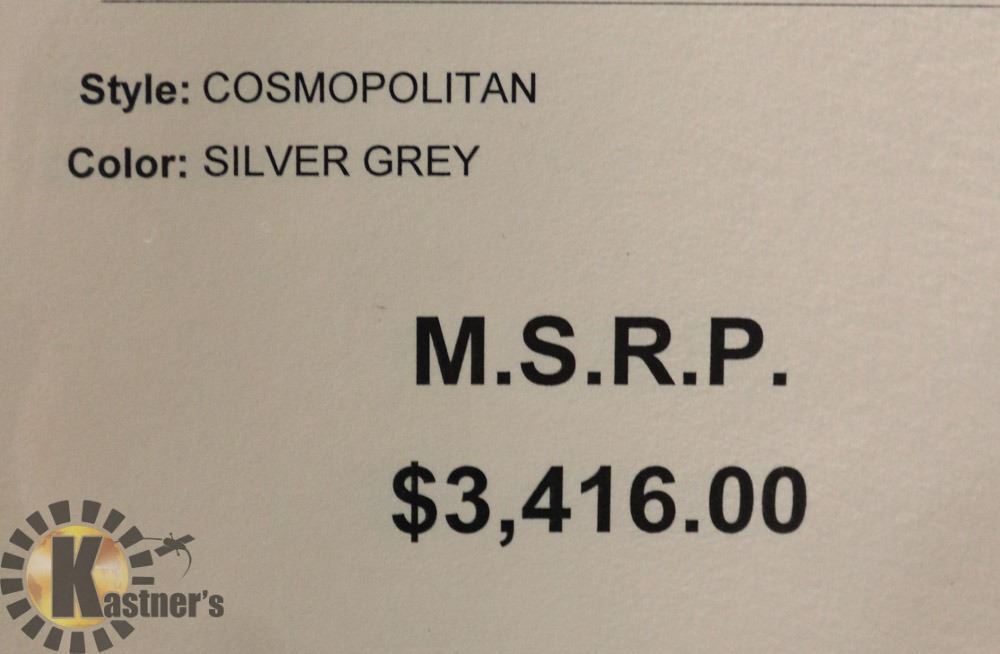 Style: COSMOPOLITAN
Color: SILVER GREY
M.S.R.P.
$3,416.00
Kastner's